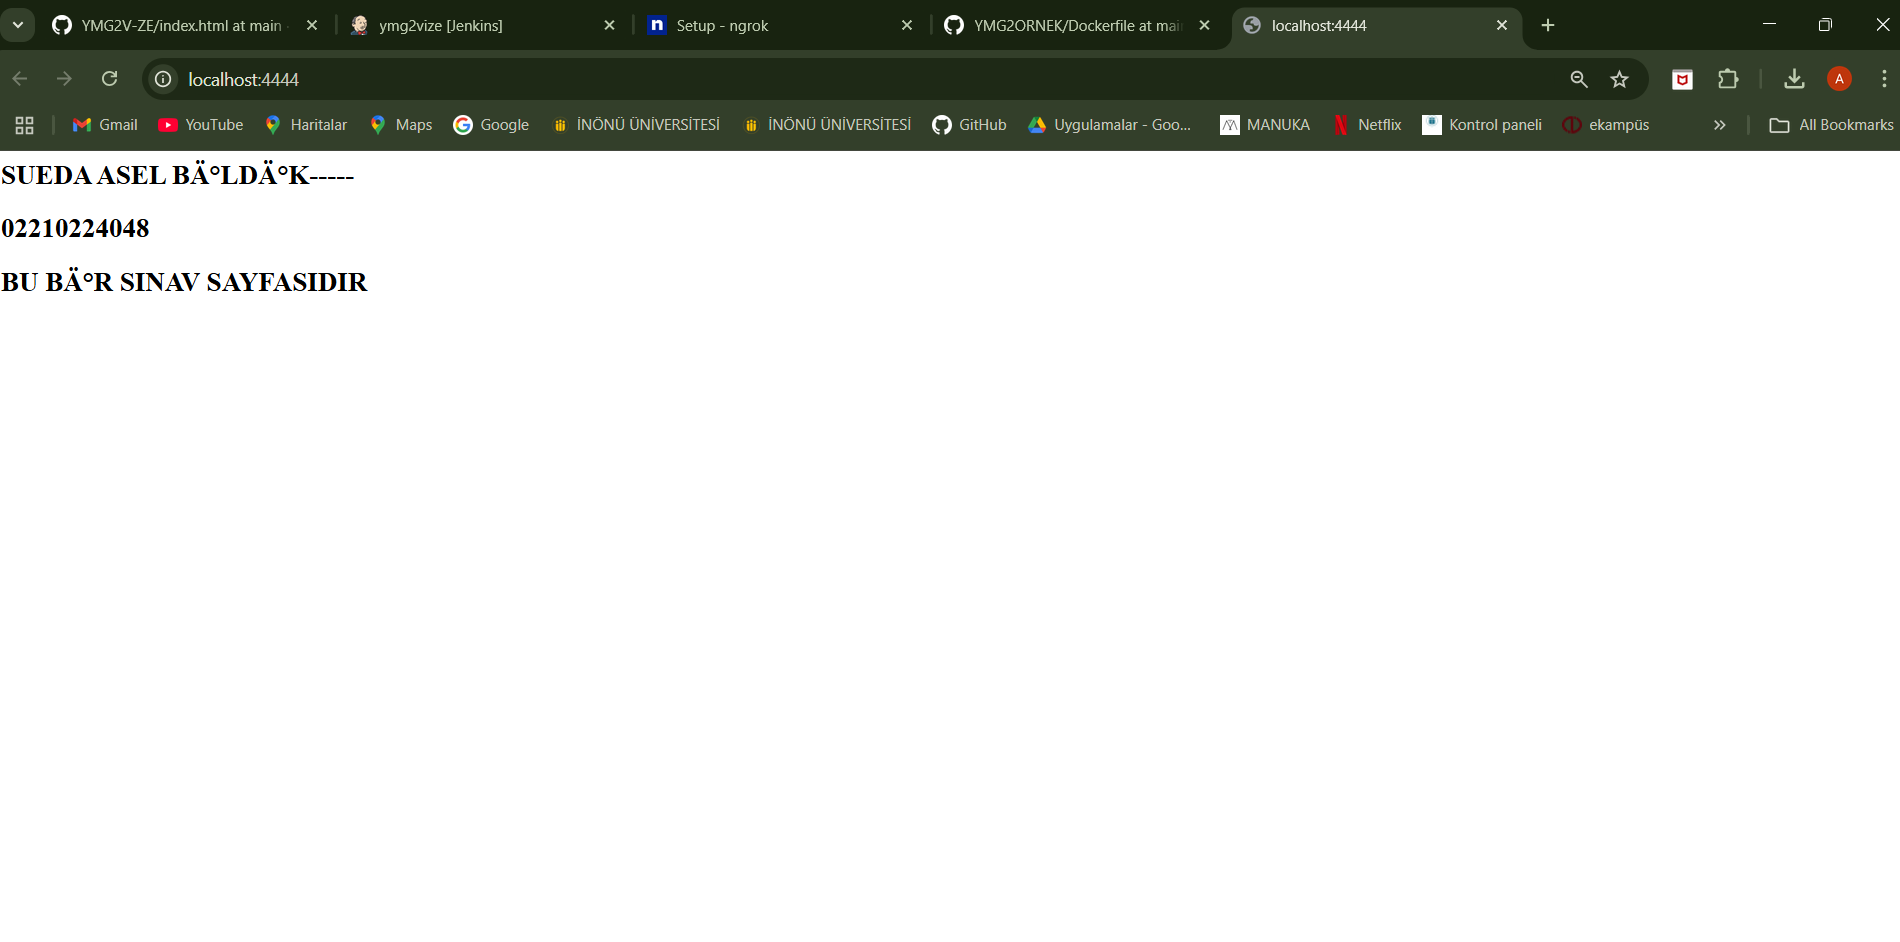 YMG2V-ZE/index.html at main
ymg2vize [Jenkins]
Setup - ngrok
YMG2ORNEK/Dockerfile at mai
localhost:4444
localhost:4444
A
Gmail
YouTube
Haritalar
Maps
Google
İNÖNÜ ÜNİVERSİTESİ
İNÖNÜ ÜNİVERSİTESİ
GitHub
Uygulamalar - Goo...
MANUKA
Netflix
Kontrol paneli
ekampüs
»
All Bookmarks
SUEDA ASEL BÄ°LDÄ°K-----
02210224048
BU BÄ°R SINAV SAYFASIDIR